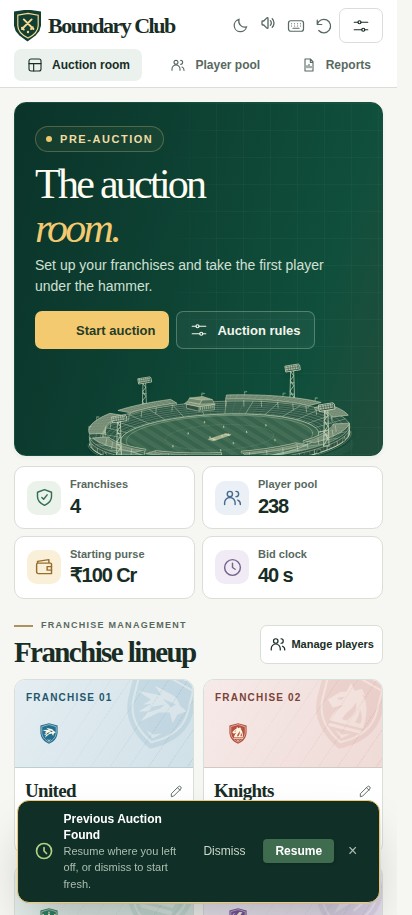 Boundary Club
Auction room
Player pool
Reports
PRE-AUCTION
The auction
room.
Set up your franchises and take the first player
under the hammer.
Start auction
Auction rules
Franchises
4
Player pool
238
Starting purse
₹100 Cr
Bid clock
40 s
FRANCHISE MANAGEMENT
Franchise lineup
Manage players
FRANCHISE 01
FRANCHISE 02
United
Knights
Previous Auction
Found
Resume where you left
off, or dismiss to start
fresh.
Dismiss
Resume
×